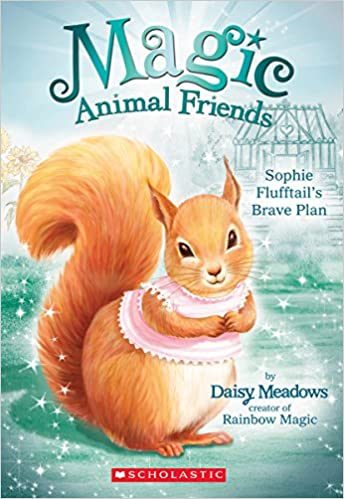 Magic
Animal Friends
Sophie
Flufftail's
Brave Plan
by
Daisy Meadows
creator of
Rainbow Magic
SCHOLASTIC